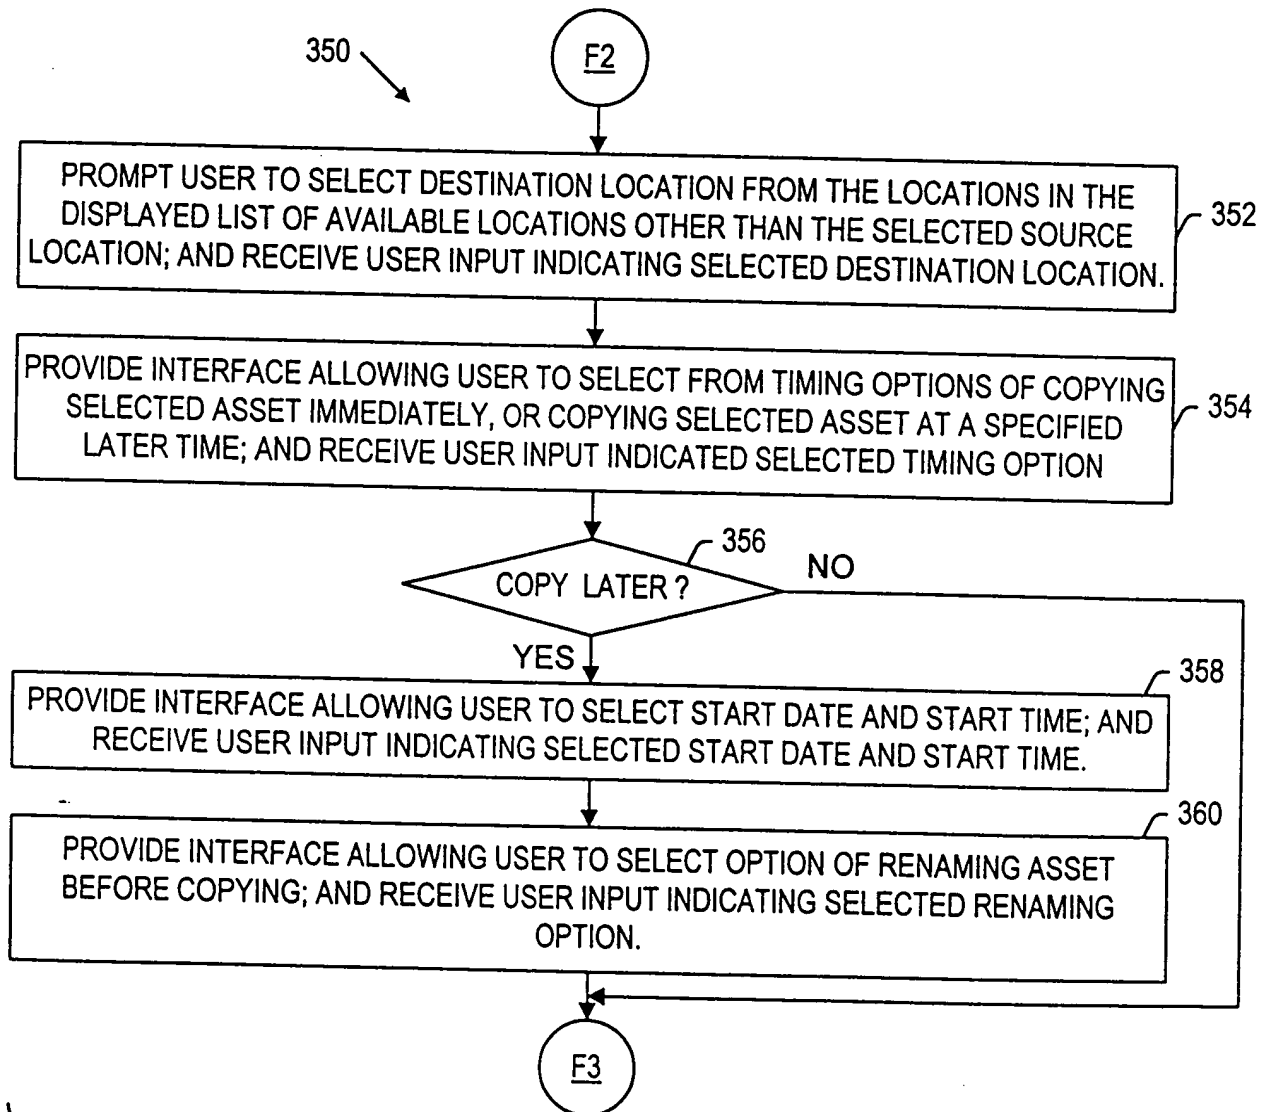 350
F2
PROMPT USER TO SELECT DESTINATION LOCATION FROM THE LOCATIONS IN THE
DISPLAYED LIST OF AVAILABLE LOCATIONS OTHER THAN THE SELECTED SOURCE
LOCATION; AND RECEIVE USER INPUT INDICATING SELECTED DESTINATION LOCATION.
352
PROVIDE INTERFACE ALLOWING USER TO SELECT FROM TIMING OPTIONS OF COPYING
SELECTED ASSET IMMEDIATELY, OR COPYING SELECTED ASSET AT A SPECIFIED
LATER TIME; AND RECEIVE USER INPUT INDICATED SELECTED TIMING OPTION
354
356
COPY LATER ?
NO
YES
358
PROVIDE INTERFACE ALLOWING USER TO SELECT START DATE AND START TIME; AND
RECEIVE USER INPUT INDICATING SELECTED START DATE AND START TIME.
360
PROVIDE INTERFACE ALLOWING USER TO SELECT OPTION OF RENAMING ASSET
BEFORE COPYING; AND RECEIVE USER INPUT INDICATING SELECTED RENAMING
OPTION.
F3